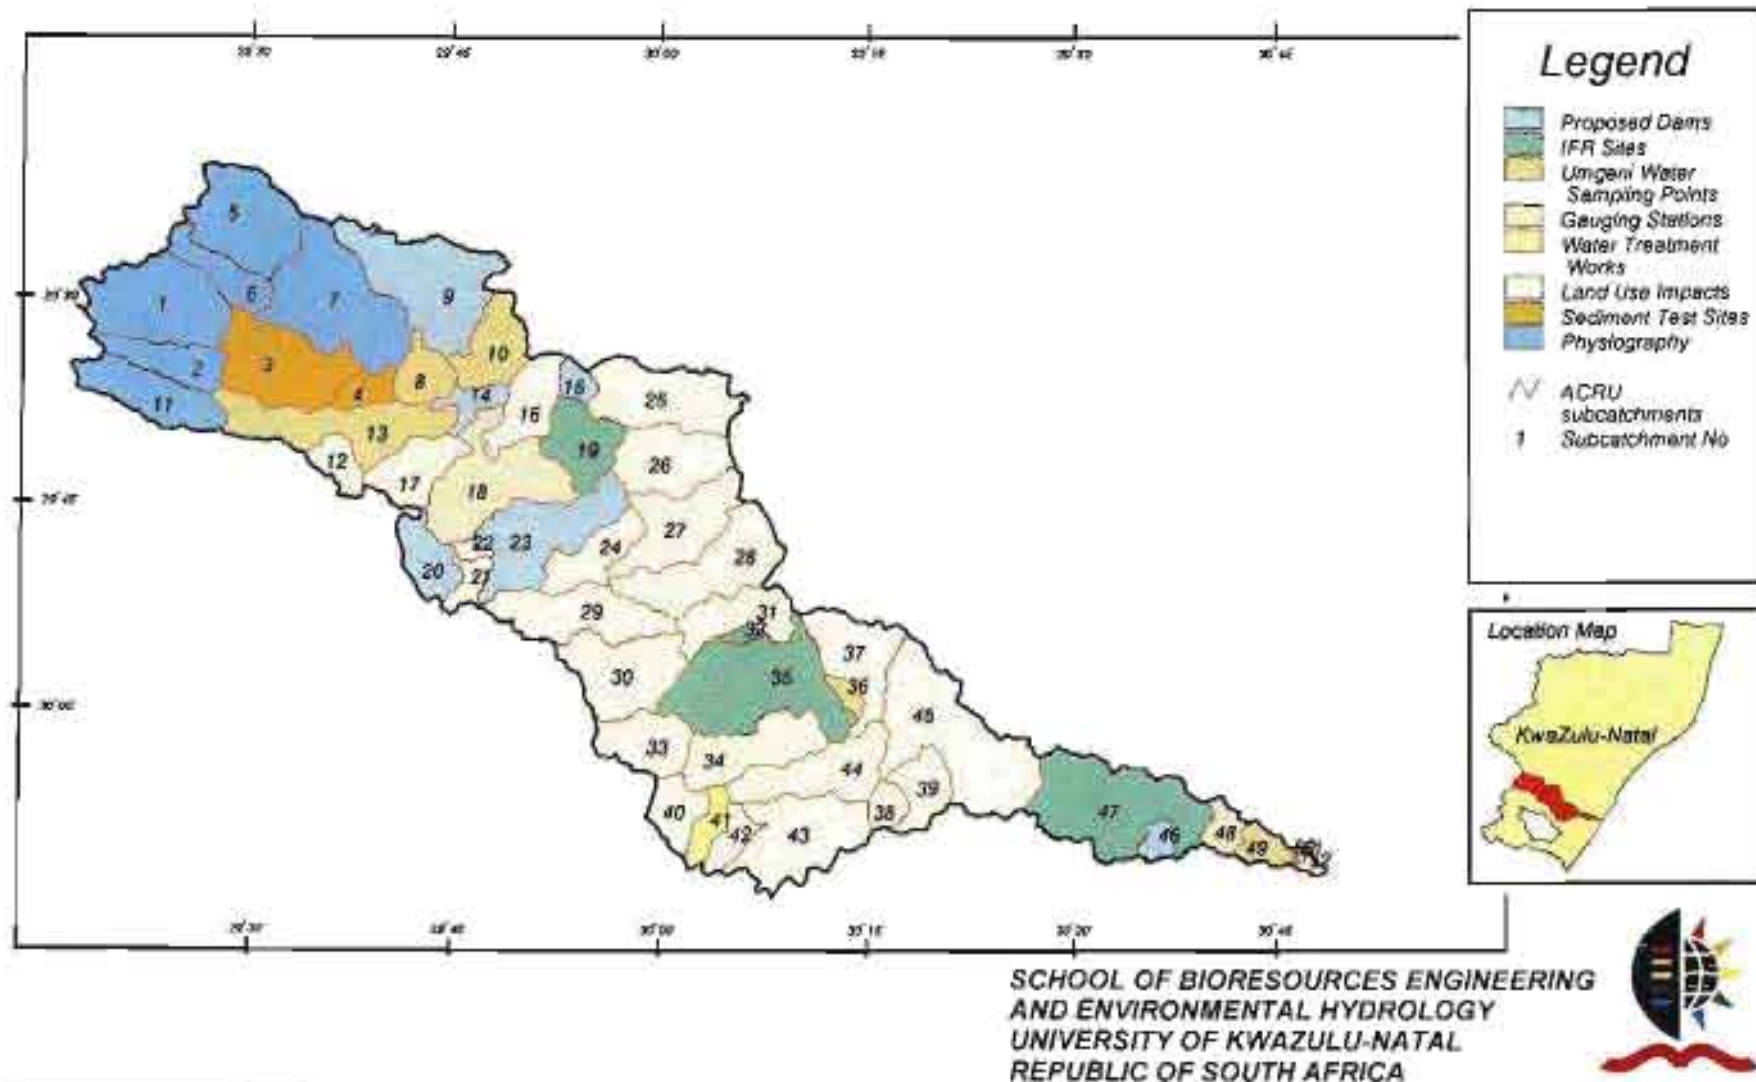 Legend
Proposed Dams
IFR Sites
Umgeni Water
Sampling Points
Gauging Stations
Water Treatment
Works
Land Use Impacts
Sediment Test Sites
Physiography
ACRU
subcatchments
1 Subcatchment No
5
1
6
7
9
2
3
4
8
10
11
13
14
15
16
12
17
18
19
25
26
20
21
22
23
24
27
28
29
31
32
30
35
37
36
45
33
34
44
39
38
40
41
42
43
47
46
48
49
Location Map
KwaZulu-Natal
SCHOOL OF BIORESOURCES ENGINEERING
AND ENVIRONMENTAL HYDROLOGY
UNIVERSITY OF KWAZULU-NATAL
REPUBLIC OF SOUTH AFRICA